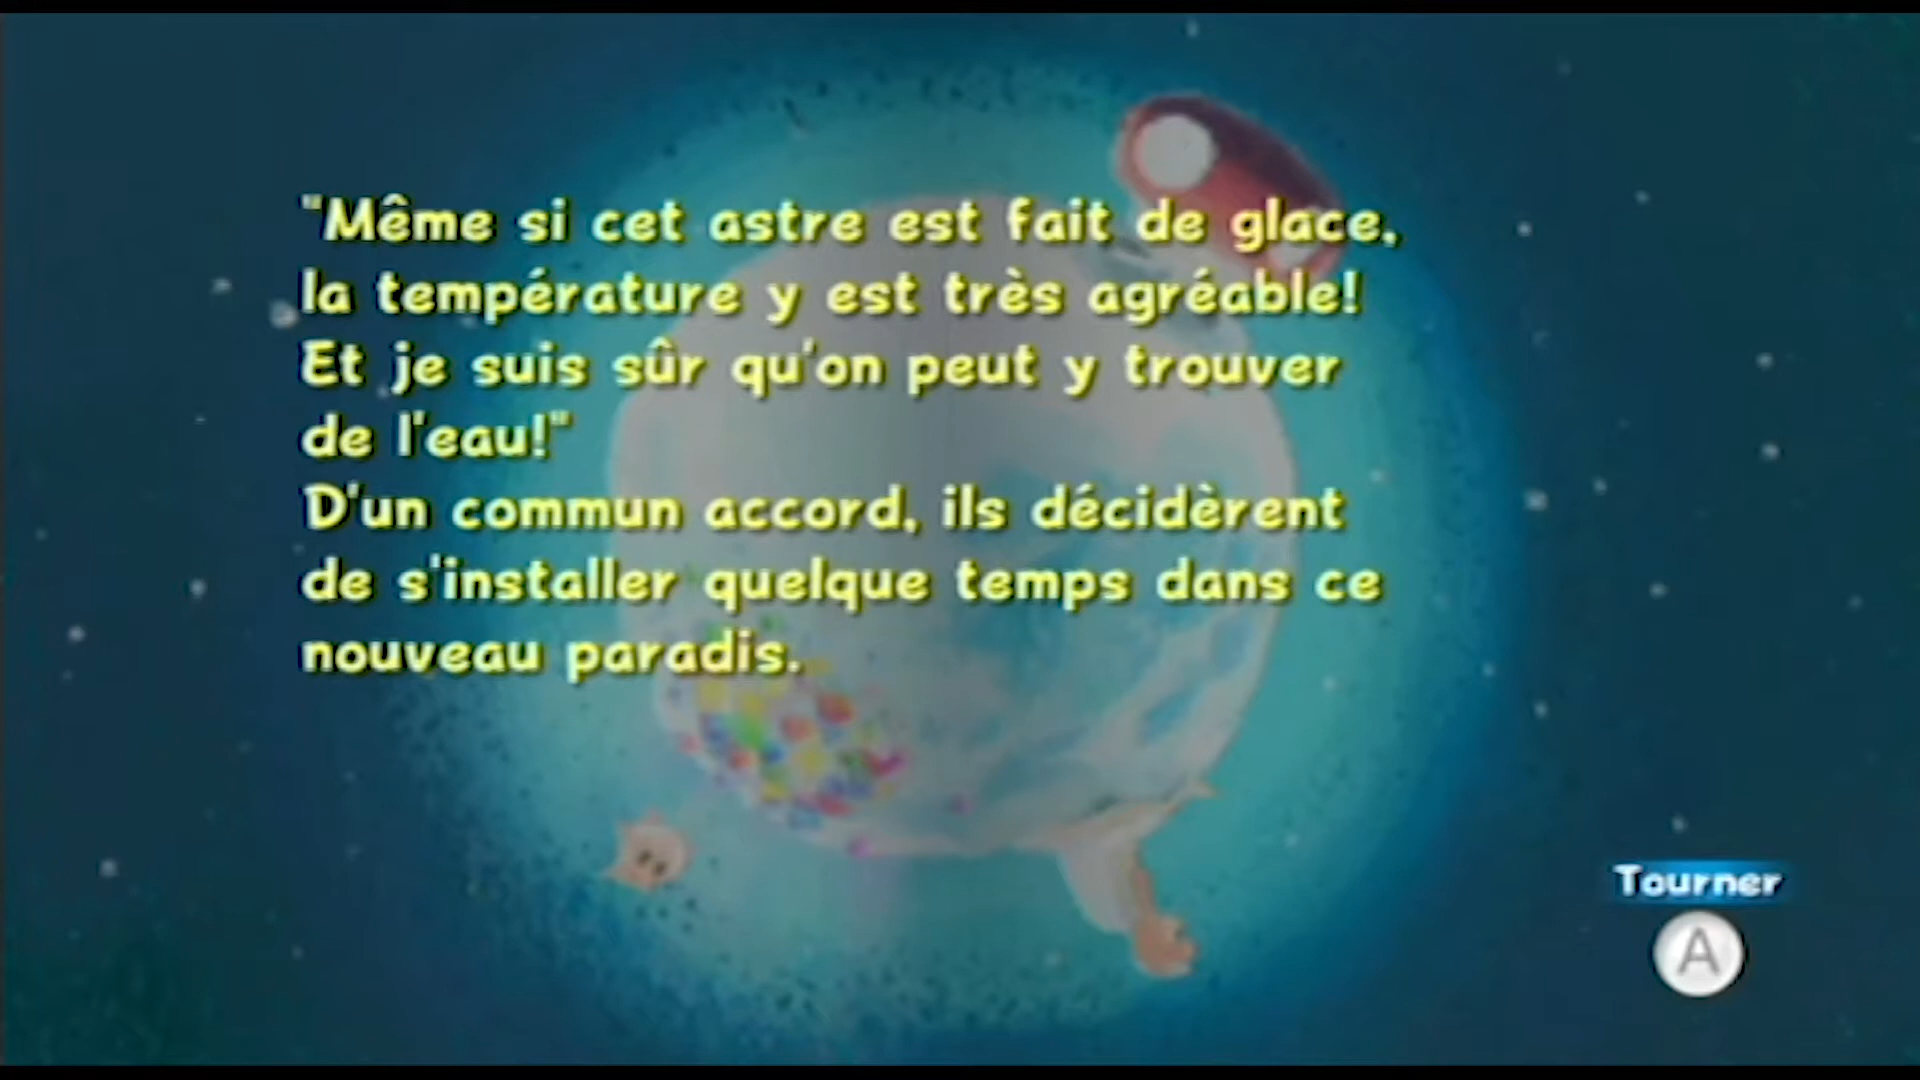 "Même si cet astre est fait de glace,
la température y est très agréable!
Et je suis sûr qu'on peut y trouver
de l'eau!"
D'un commun accord, ils décidèrent
de s'installer quelque temps dans ce
nouveau paradis.
Tourner
A